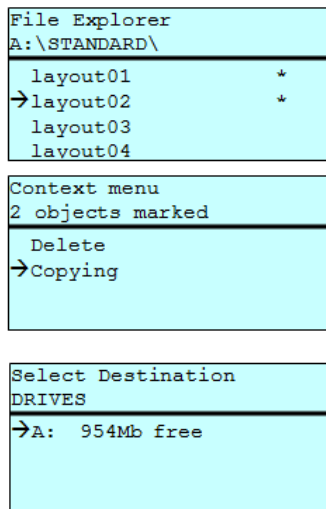 File Explorer
A:\STANDARD\
layout01 *
→layout02 *
layout03
layout04
Context menu
2 objects marked
Delete
→Copying
Select Destination
DRIVES
→A: 954Mb free